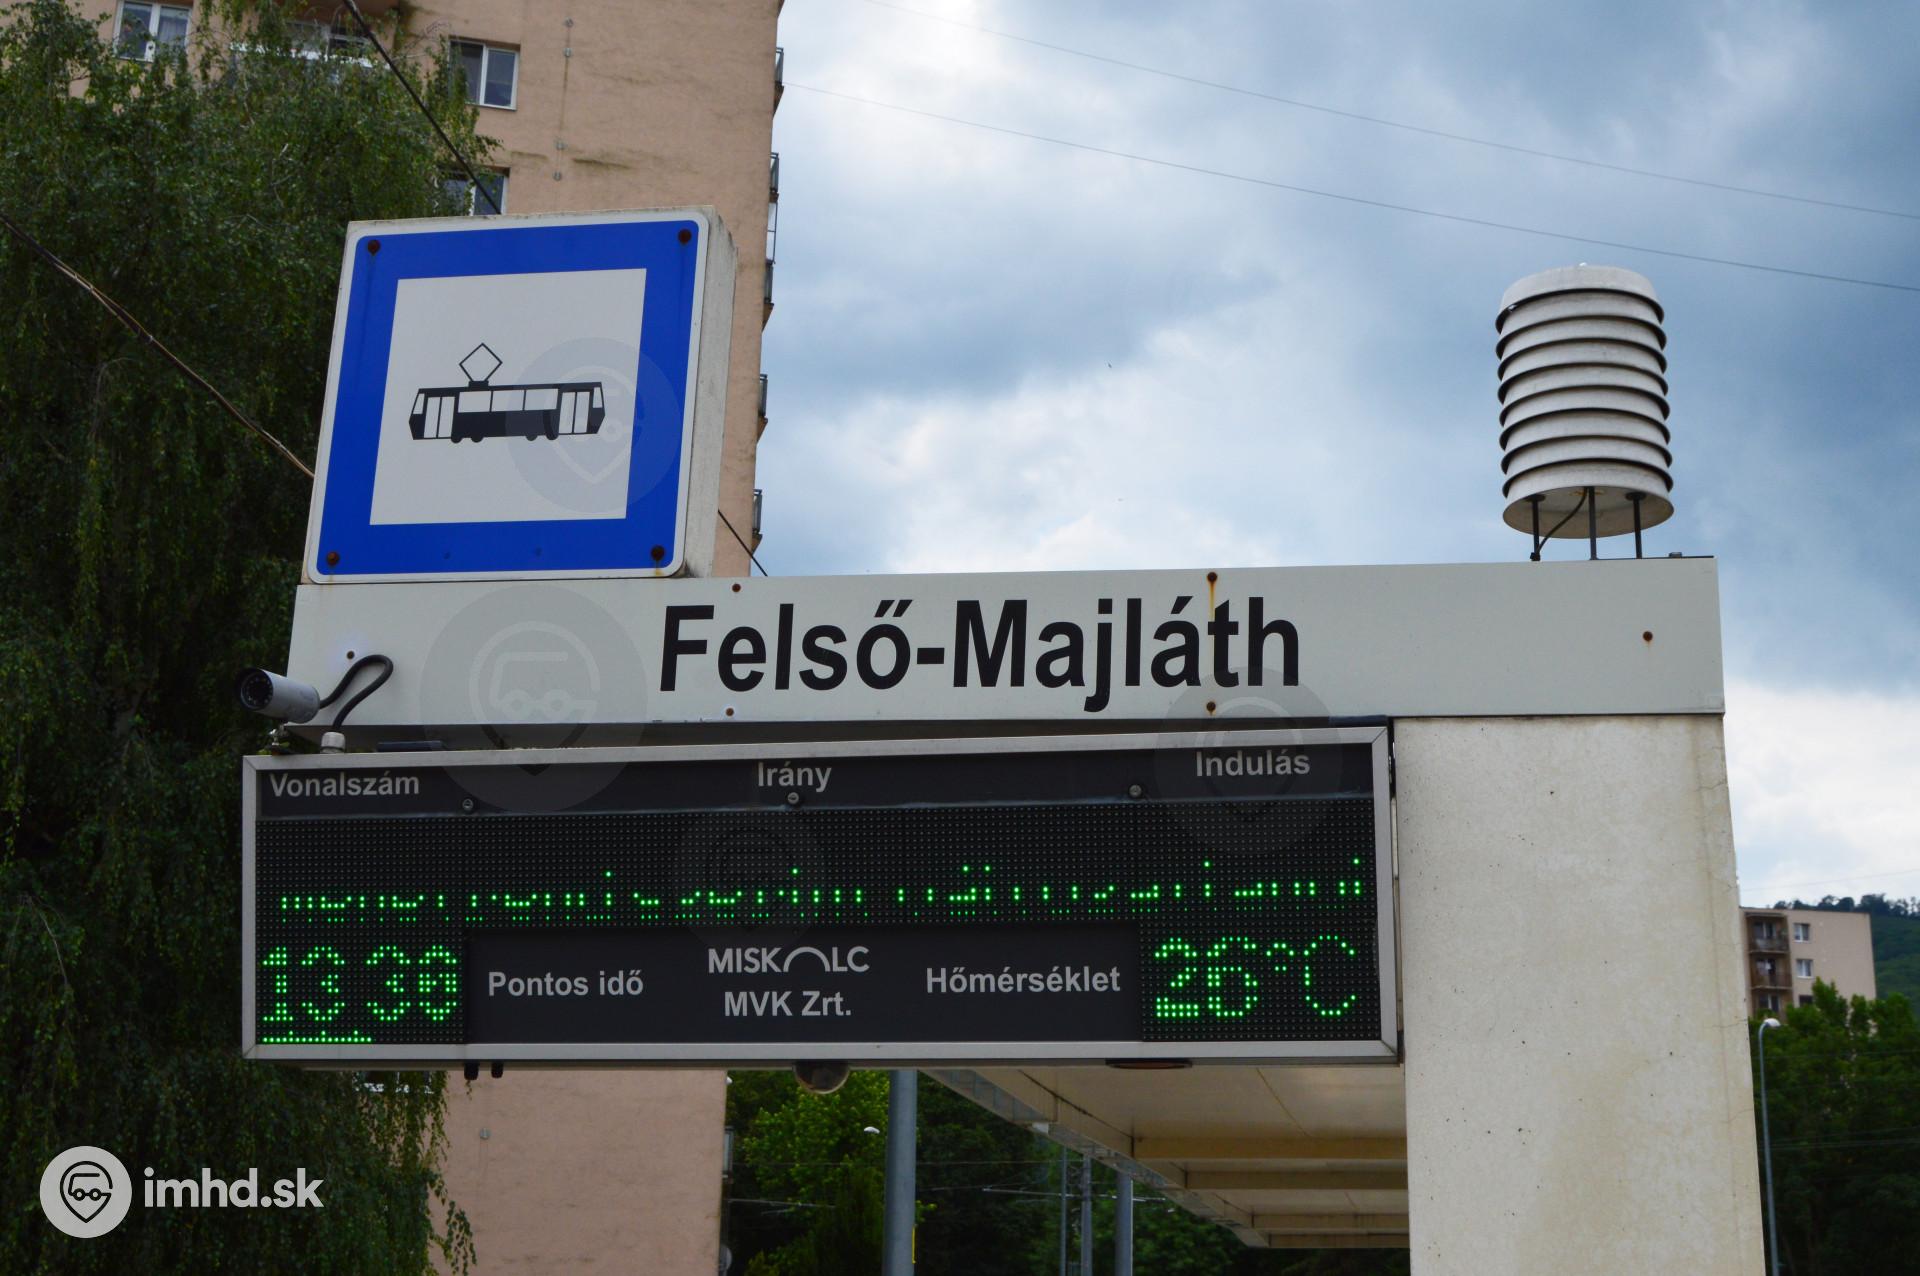 Felső-Majláth
Vonalszám Irány Indulás
13 30 Pontos idő MISKOLC MVK Zrt. Hőmérséklet 26°C
imhd.sk